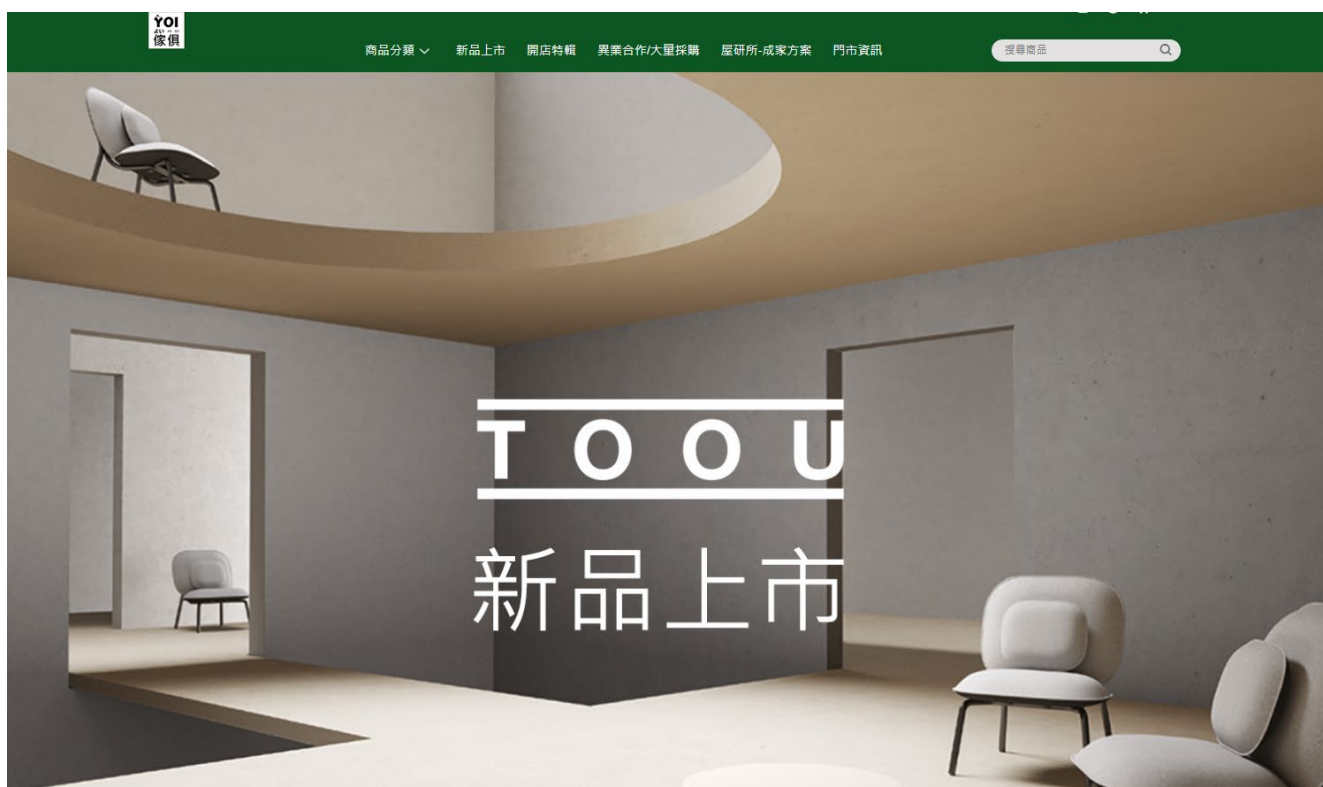 YOI
傢俱
商品分類
新品上市
開店特輯
異業合作/大量採購
屋研所-成家方案
門市資訊
搜尋商品
TOOU
新品上市